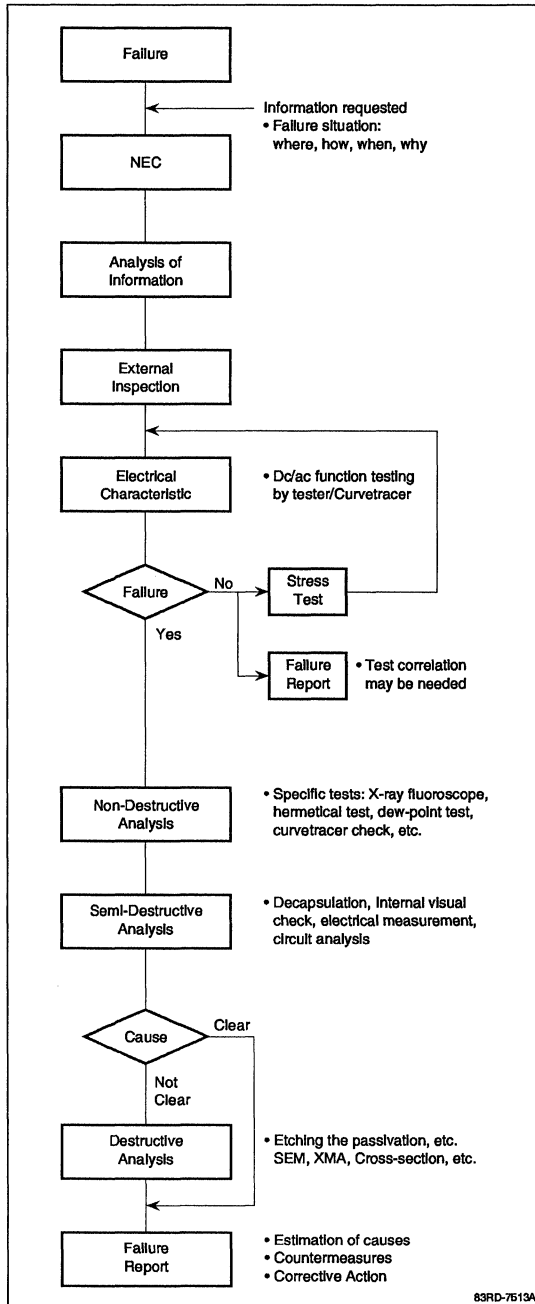 Failure
Information requested
• Failure situation:
where, how, when, why
NEC
Analysis of
Information
External
Inspection
Electrical
Characteristic
• Dc/ac function testing
by tester/Curvetracer
Failure
No
Yes
Stress
Test
Failure
Report
• Test correlation
may be needed
Non-Destructive
Analysis
• Specific tests: X-ray fluoroscope,
hermetical test, dew-point test,
curvetracer check, etc.
Semi-Destructive
Analysis
• Decapsulation, Internal visual
check, electrical measurement,
circuit analysis
Cause
Clear
Not
Clear
Destructive
Analysis
• Etching the passivation, etc.
SEM, XMA, Cross-section, etc.
Failure
Report
• Estimation of causes
• Countermeasures
• Corrective Action
83RD-7513A